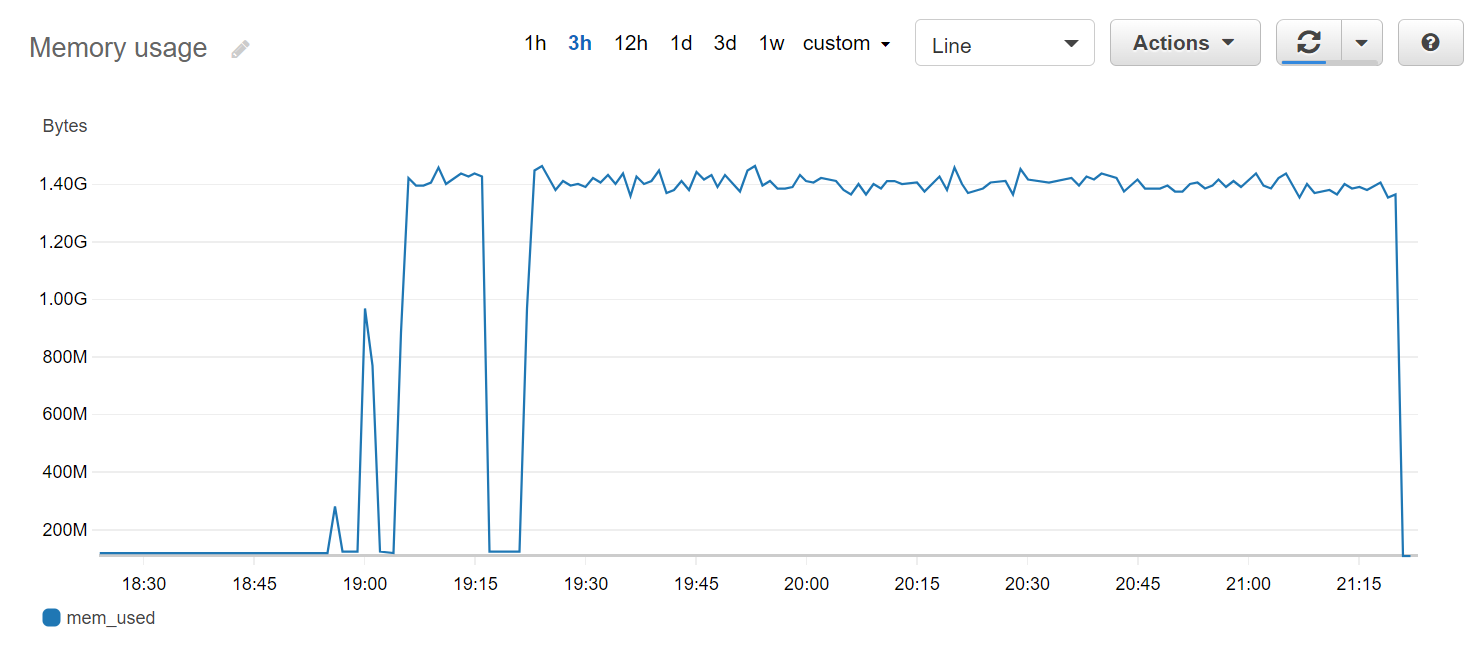 Memory usage
1h 3h 12h 1d 3d 1w custom Line Actions
Bytes
1.40G
1.20G
1.00G
800M
600M
400M
200M
18:30 18:45 19:00 19:15 19:30 19:45 20:00 20:15 20:30 20:45 21:00 21:15
mem_used